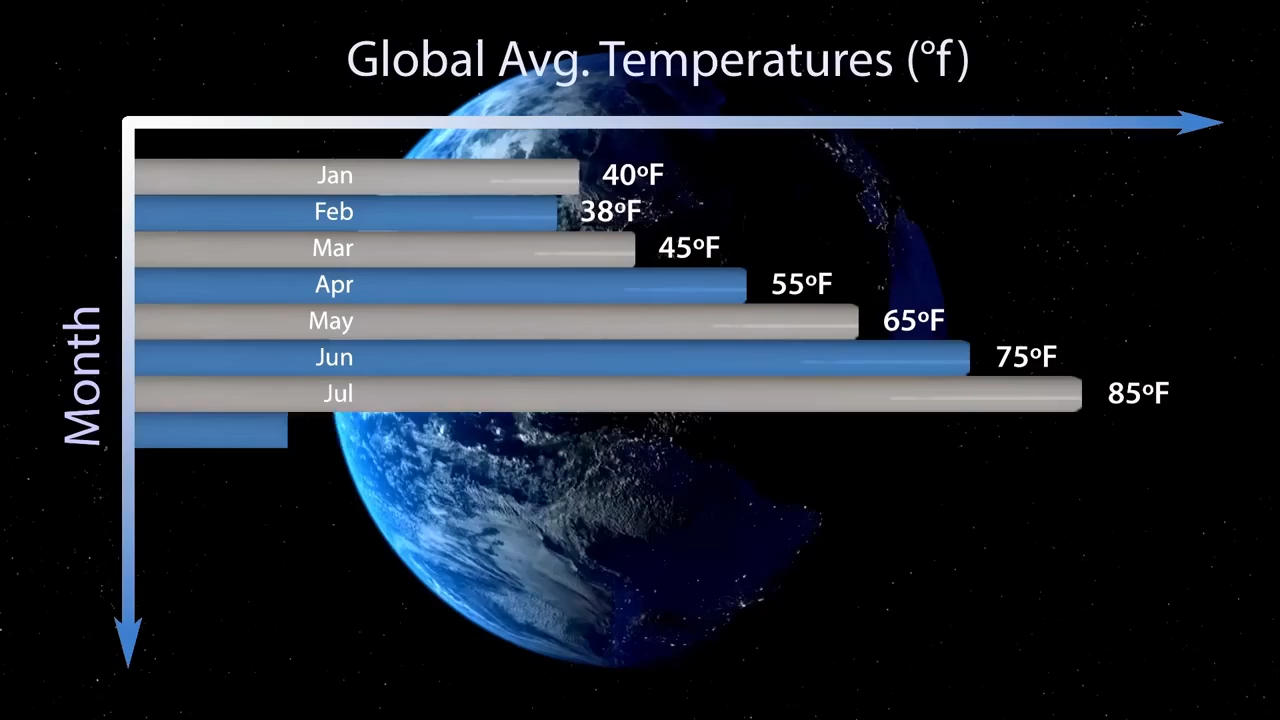 Global Avg. Temperatures (°f)
Month
Jan 40ºF
Feb 38ºF
Mar 45ºF
Apr 55ºF
May 65ºF
Jun 75ºF
Jul 85ºF